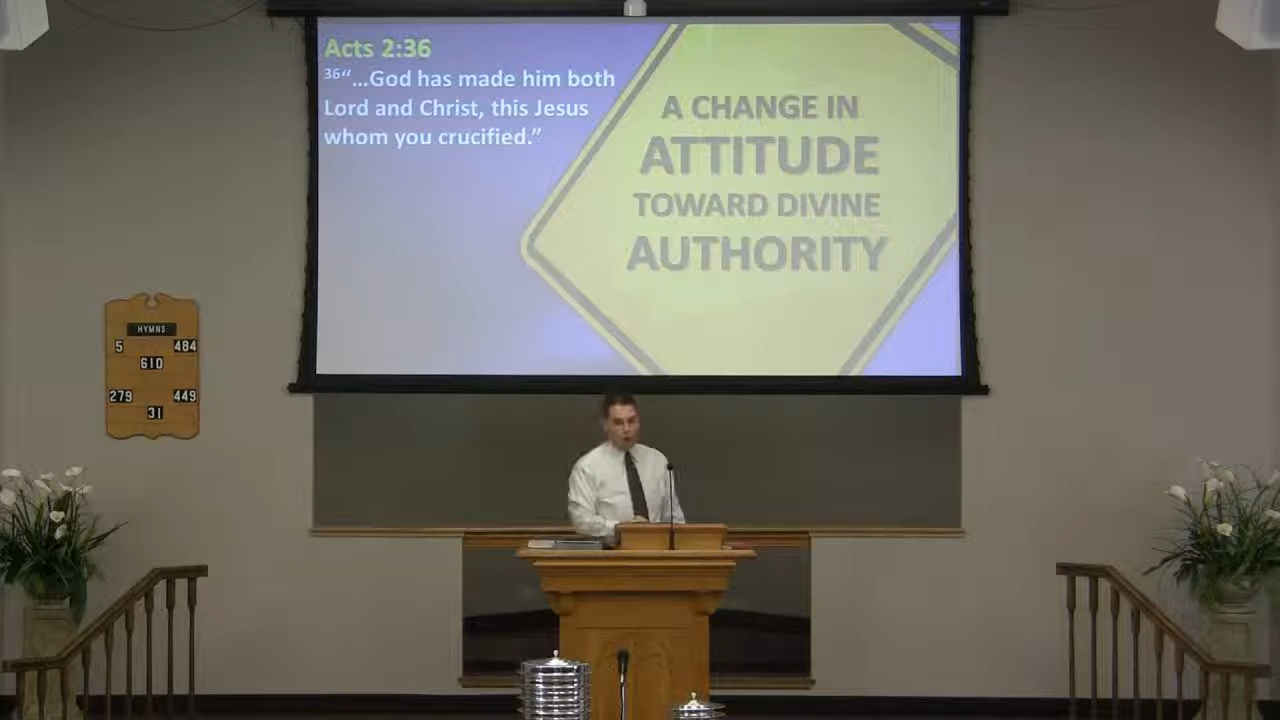 Acts 2:36
36“...God has made him both
Lord and Christ, this Jesus
whom you crucified.”
A CHANGE IN
ATTITUDE
TOWARD DIVINE
AUTHORITY
HYMNS
5 484
610
279 449
31